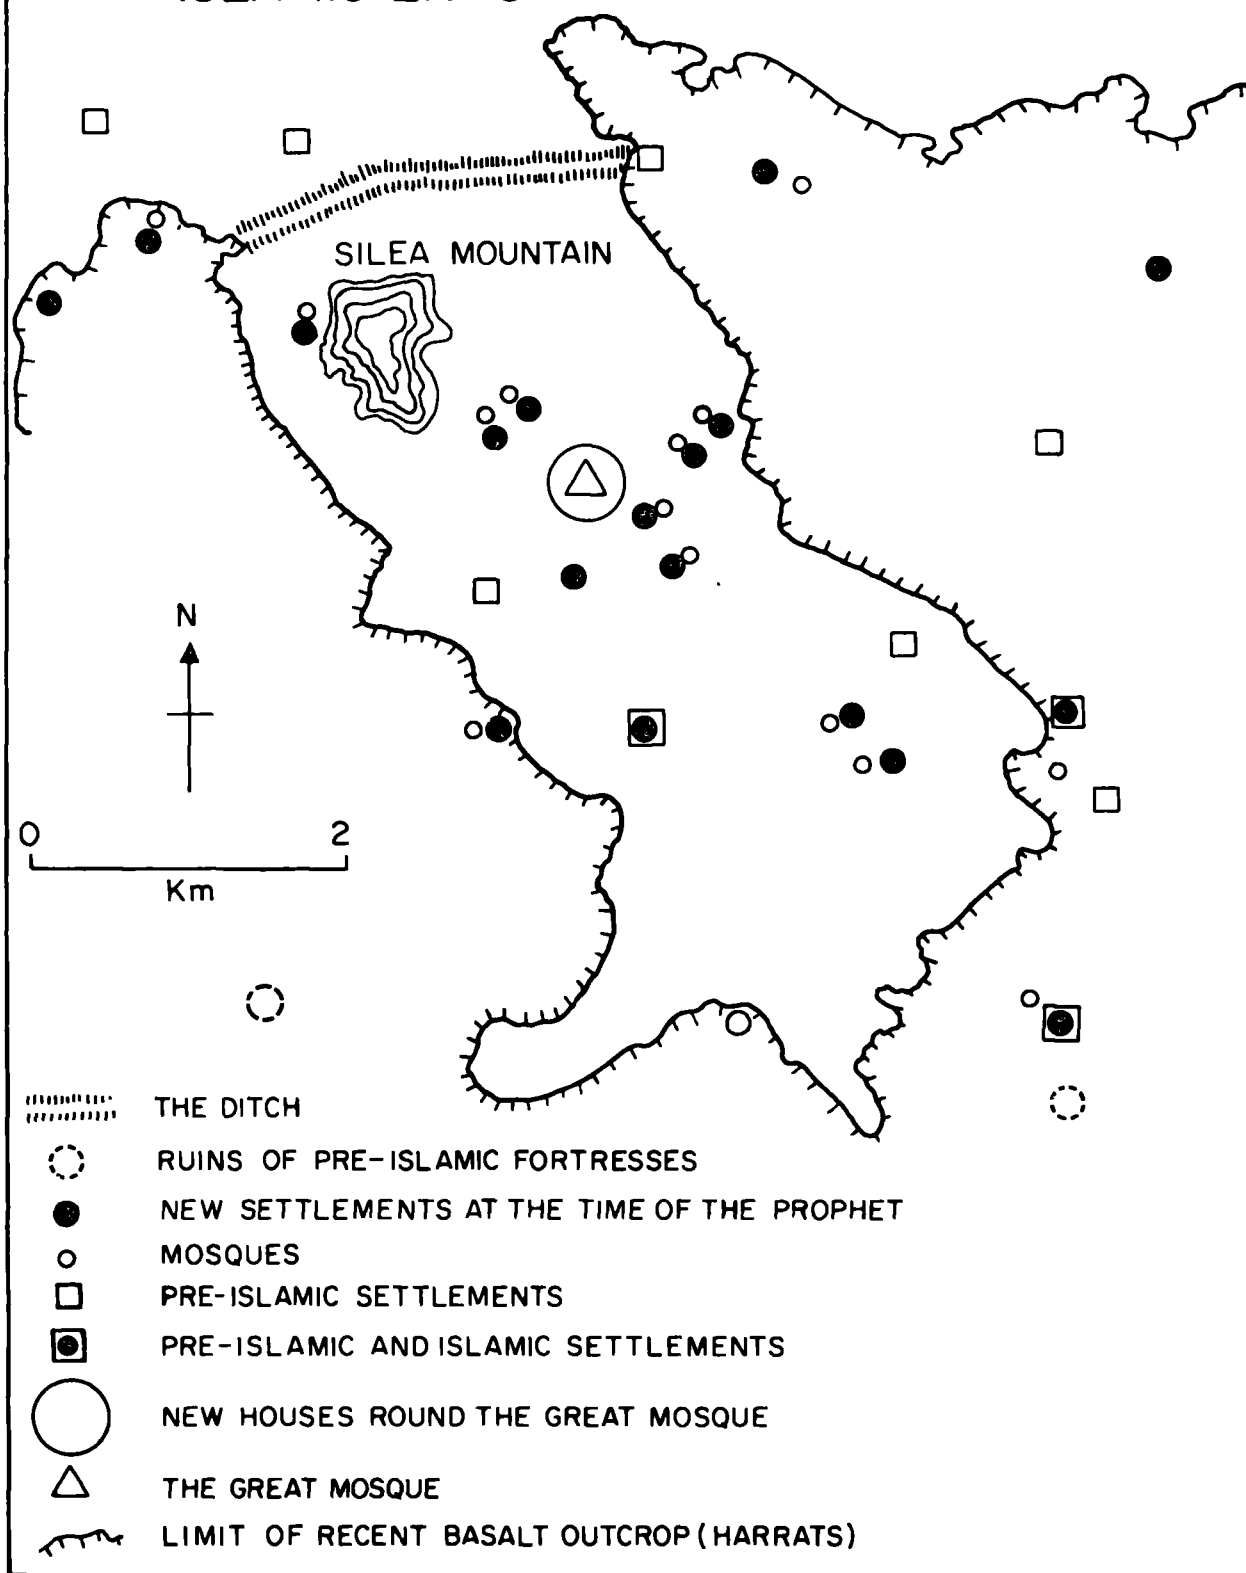 SILEA MOUNTAIN
N
0 2
Km
THE DITCH
RUINS OF PRE-ISLAMIC FORTRESSES
NEW SETTLEMENTS AT THE TIME OF THE PROPHET
MOSQUES
PRE-ISLAMIC SETTLEMENTS
PRE-ISLAMIC AND ISLAMIC SETTLEMENTS
NEW HOUSES ROUND THE GREAT MOSQUE
THE GREAT MOSQUE
LIMIT OF RECENT BASALT OUTCROP (HARRATS)